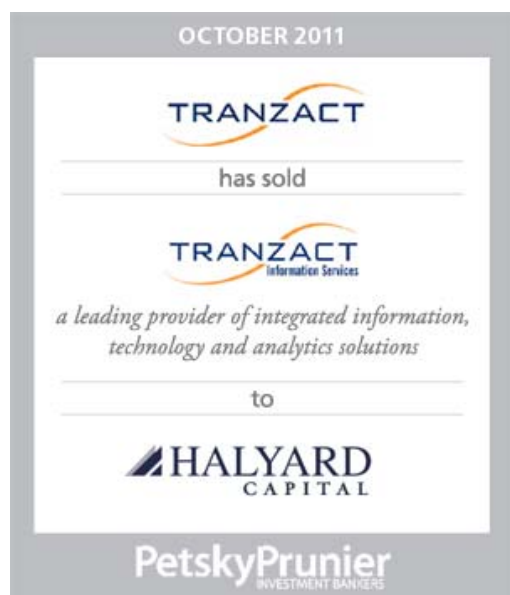 OCTOBER 2011
TRANZACT
has sold
TRANZACT
Information Services
a leading provider of integrated information,
technology and analytics solutions
to
HALYARD
CAPITAL
PetskyPrunier
INVESTMENT BANKERS